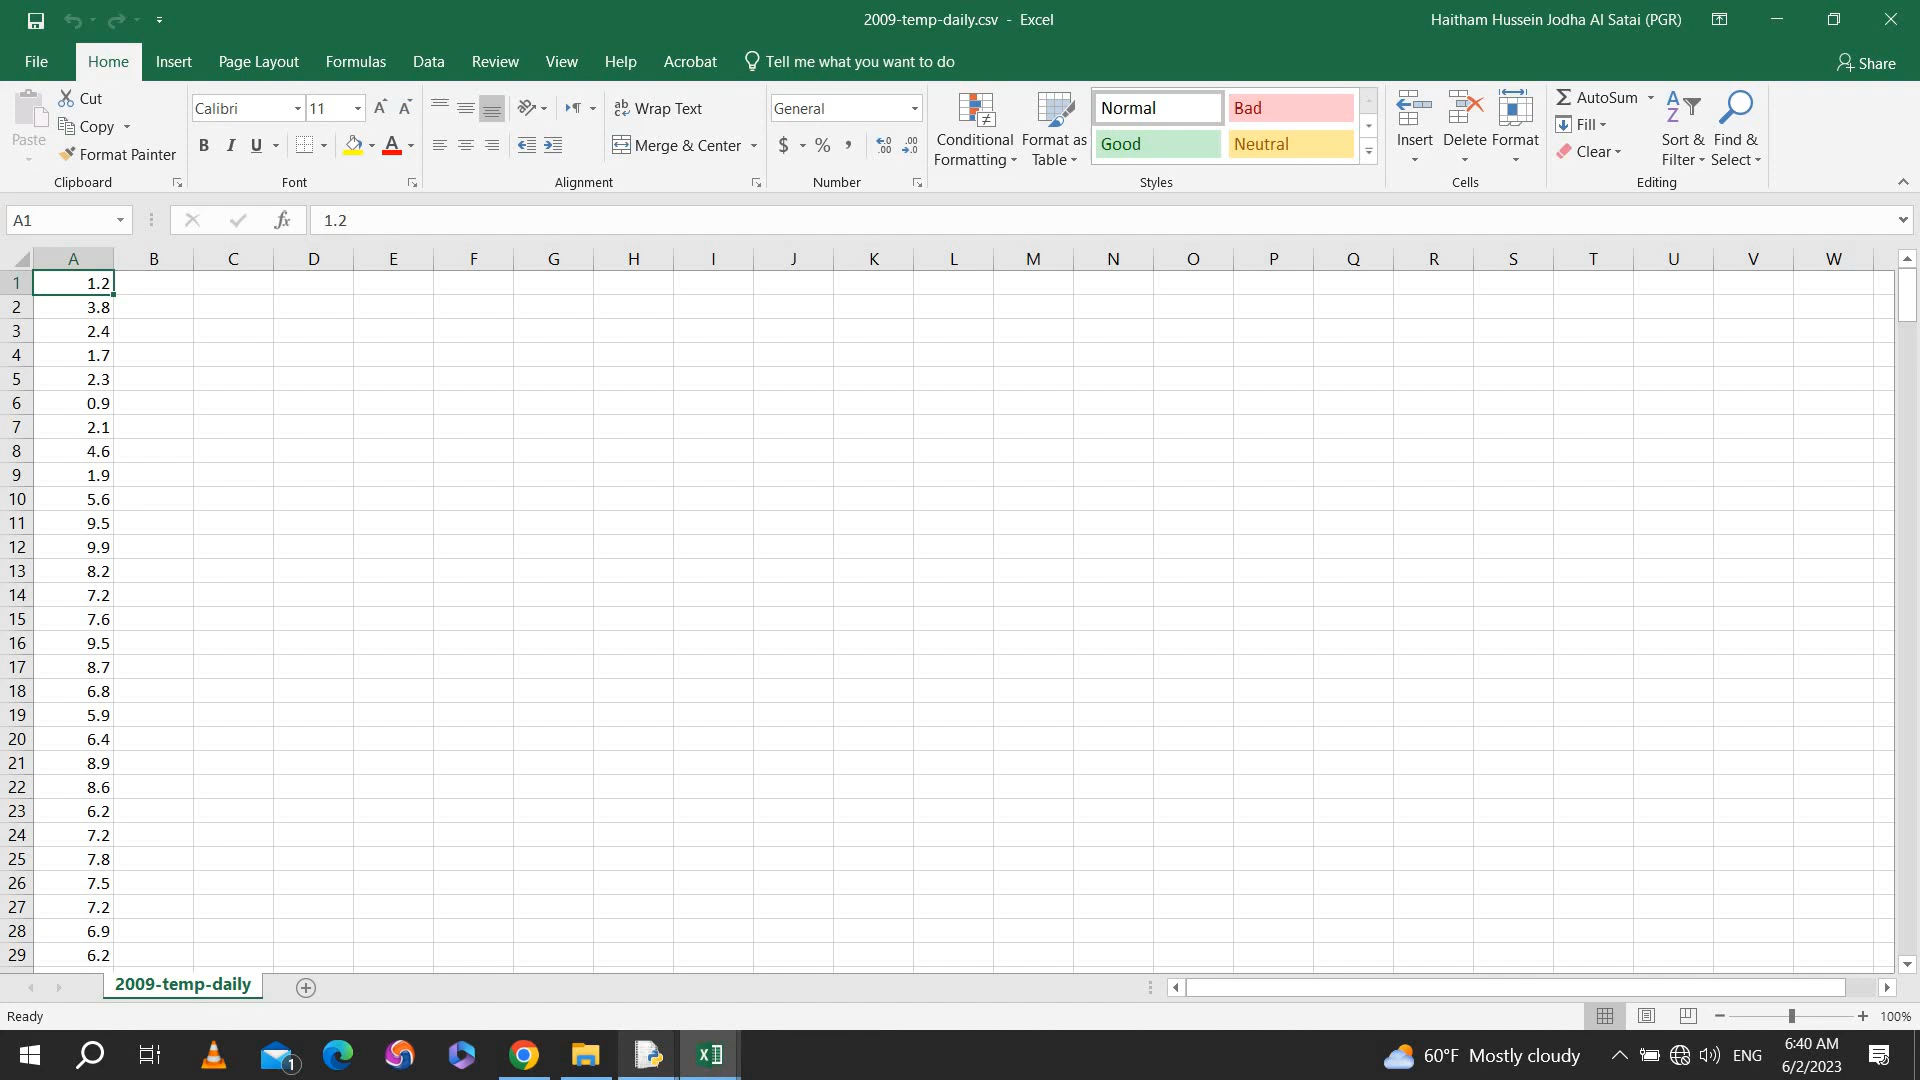 2009-temp-daily.csv - Excel
Haitham Hussein Jodha Al Satai (PGR)
File Home Insert Page Layout Formulas Data Review View Help Acrobat Tell me what you want to do
Share
Paste
Cut
Copy
Format Painter
Clipboard
Calibri 11
B I U
Font
Wrap Text
Merge & Center
Alignment
General
$ % ,
Number
Conditional Formatting
Format as Table
Normal Bad
Good Neutral
Styles
Insert Delete Format
Cells
AutoSum
Fill
Clear
Sort & Filter
Find & Select
Editing
A1
fx
1.2
A B C D E F G H I J K L M N O P Q R S T U V W
1 1.2
2 3.8
3 2.4
4 1.7
5 2.3
6 0.9
7 2.1
8 4.6
9 1.9
10 5.6
11 9.5
12 9.9
13 8.2
14 7.2
15 7.6
16 9.5
17 8.7
18 6.8
19 5.9
20 6.4
21 8.9
22 8.6
23 6.2
24 7.2
25 7.8
26 7.5
27 7.2
28 6.9
29 6.2
2009-temp-daily
Ready
100%
1
60°F Mostly cloudy
ENG
6:40 AM
6/2/2023